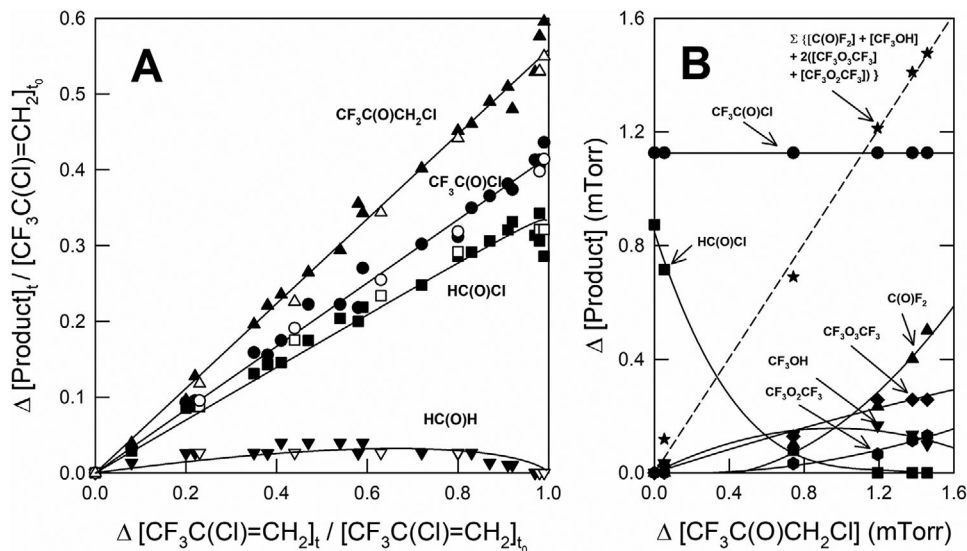 A
B
0.6
0.5
0.4
0.3
0.2
0.1
0.0
Δ [Product]t / [CF3C(Cl)=CH2]t0
CF3C(O)CH2Cl
CF3C(O)Cl
HC(O)Cl
HC(O)H
0.0 0.2 0.4 0.6 0.8 1.0
Δ [CF3C(Cl)=CH2]t / [CF3C(Cl)=CH2]t0
1.6
1.2
0.8
0.4
0.0
Δ [Product] (mTorr)
Σ {[C(O)F2] + [CF3OH]
+ 2([CF3O3CF3]
+ [CF3O2CF3]) }
CF3C(O)Cl
HC(O)Cl
C(O)F2
CF3O3CF3
CF3OH
CF3O2CF3
0.0 0.4 0.8 1.2 1.6
Δ [CF3C(O)CH2Cl] (mTorr)